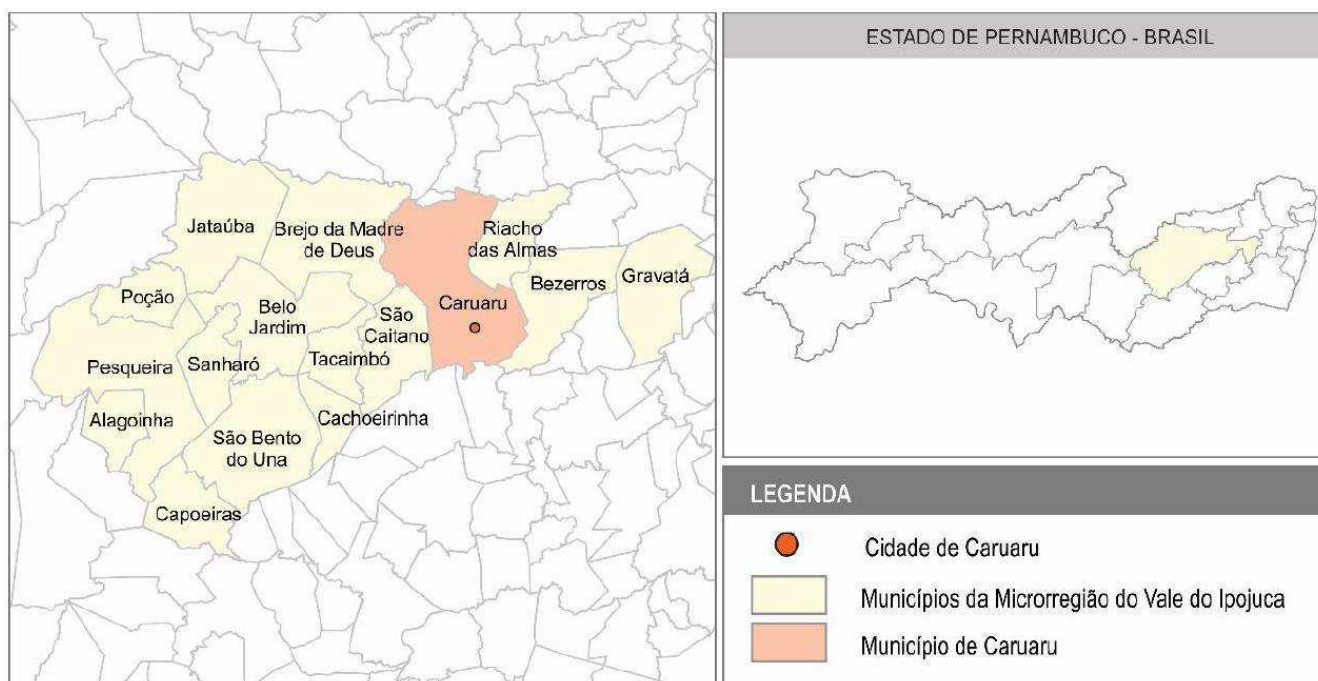 ESTADO DE PERNAMBUCO - BRASIL
Jataúba
Brejo da Madre
de Deus
Riacho
das Almas
Gravatá
Bezerros
Poção
Belo
Jardim
Caruaru
São
Caitano
Pesqueira
Sanharó
Tacaimbó
Alagoinha
Cachoeirinha
São Bento
do Una
Capoeiras
LEGENDA
Cidade de Caruaru
Municípios da Microrregião do Vale do Ipojuca
Município de Caruaru